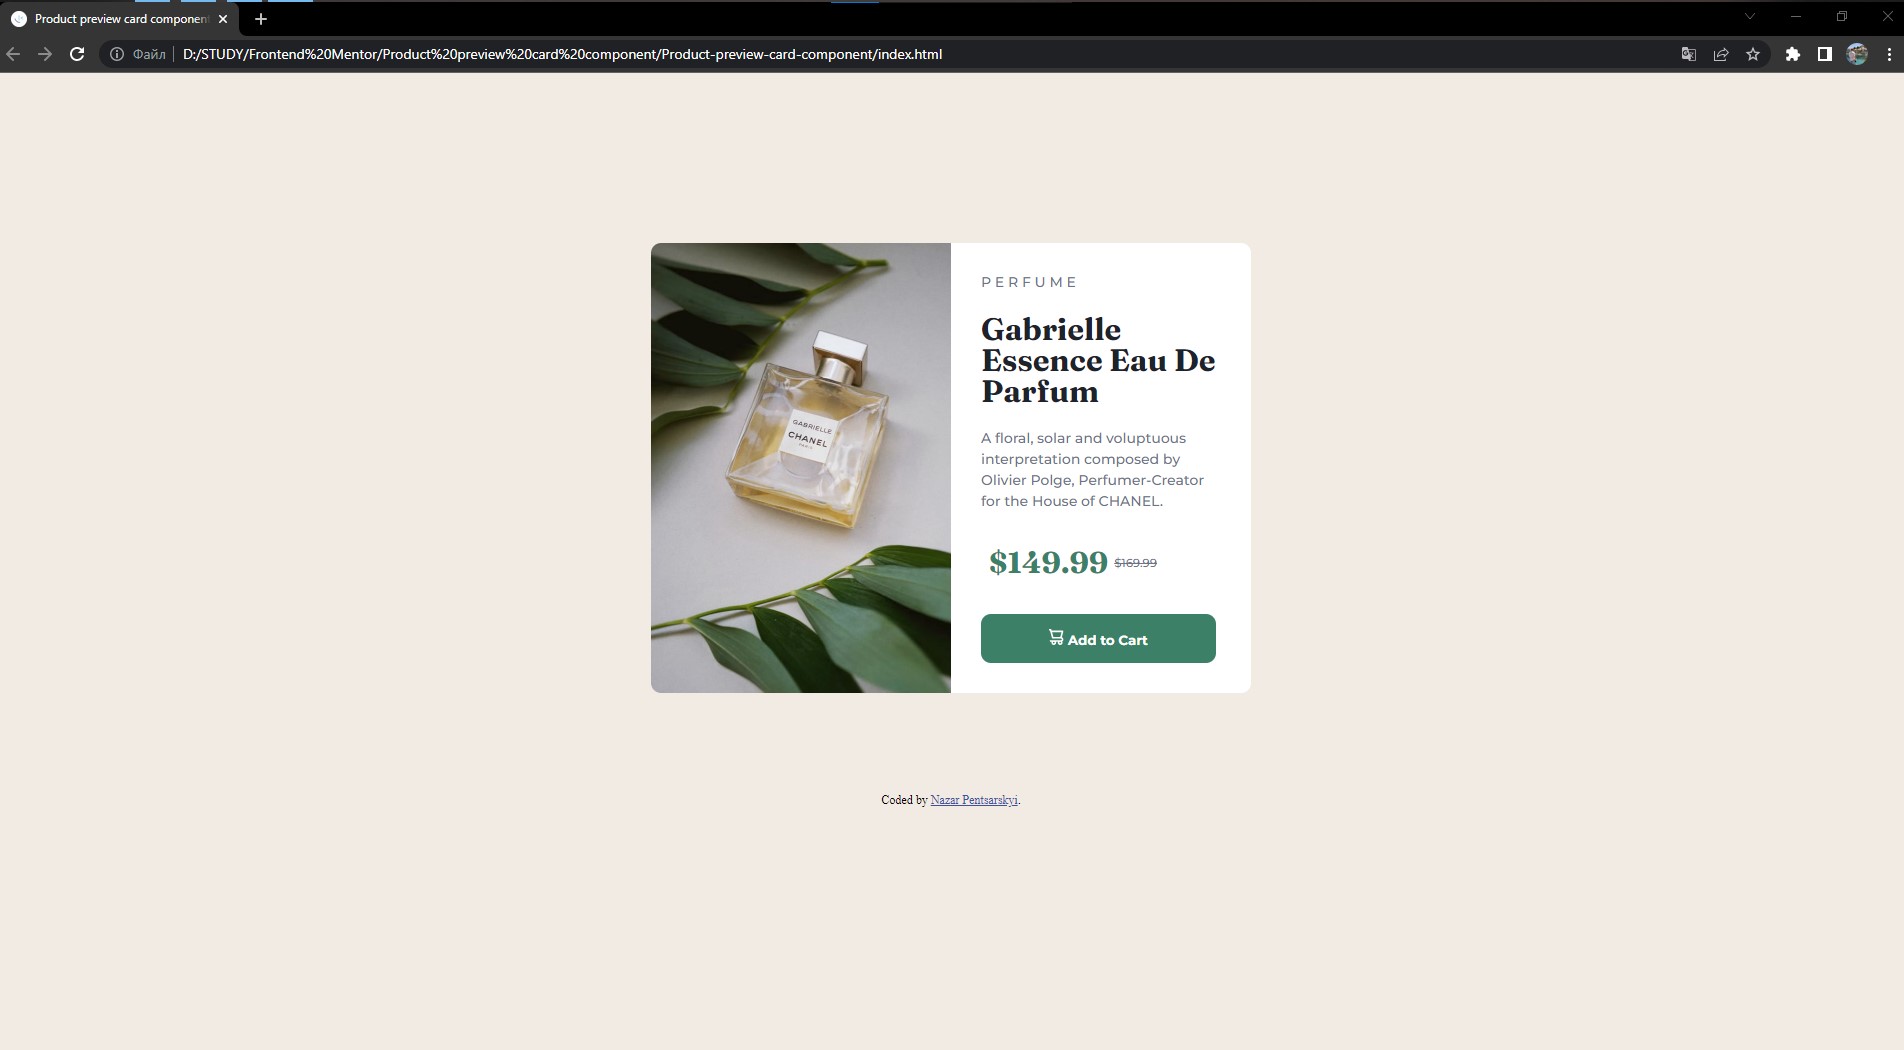 Product preview card component
Файл
D:/STUDY/Frontend%20Mentor/Product%20preview%20card%20component/Product-preview-card-component/index.html
GABRIELLE
CHANEL
PARIS
PERFUME
Gabrielle
Essence Eau De
Parfum
A floral, solar and voluptuous
interpretation composed by
Olivier Polge, Perfumer-Creator
for the House of CHANEL.
$149.99 $169.99
Add to Cart
Coded by Nazar Pentsarskyi.